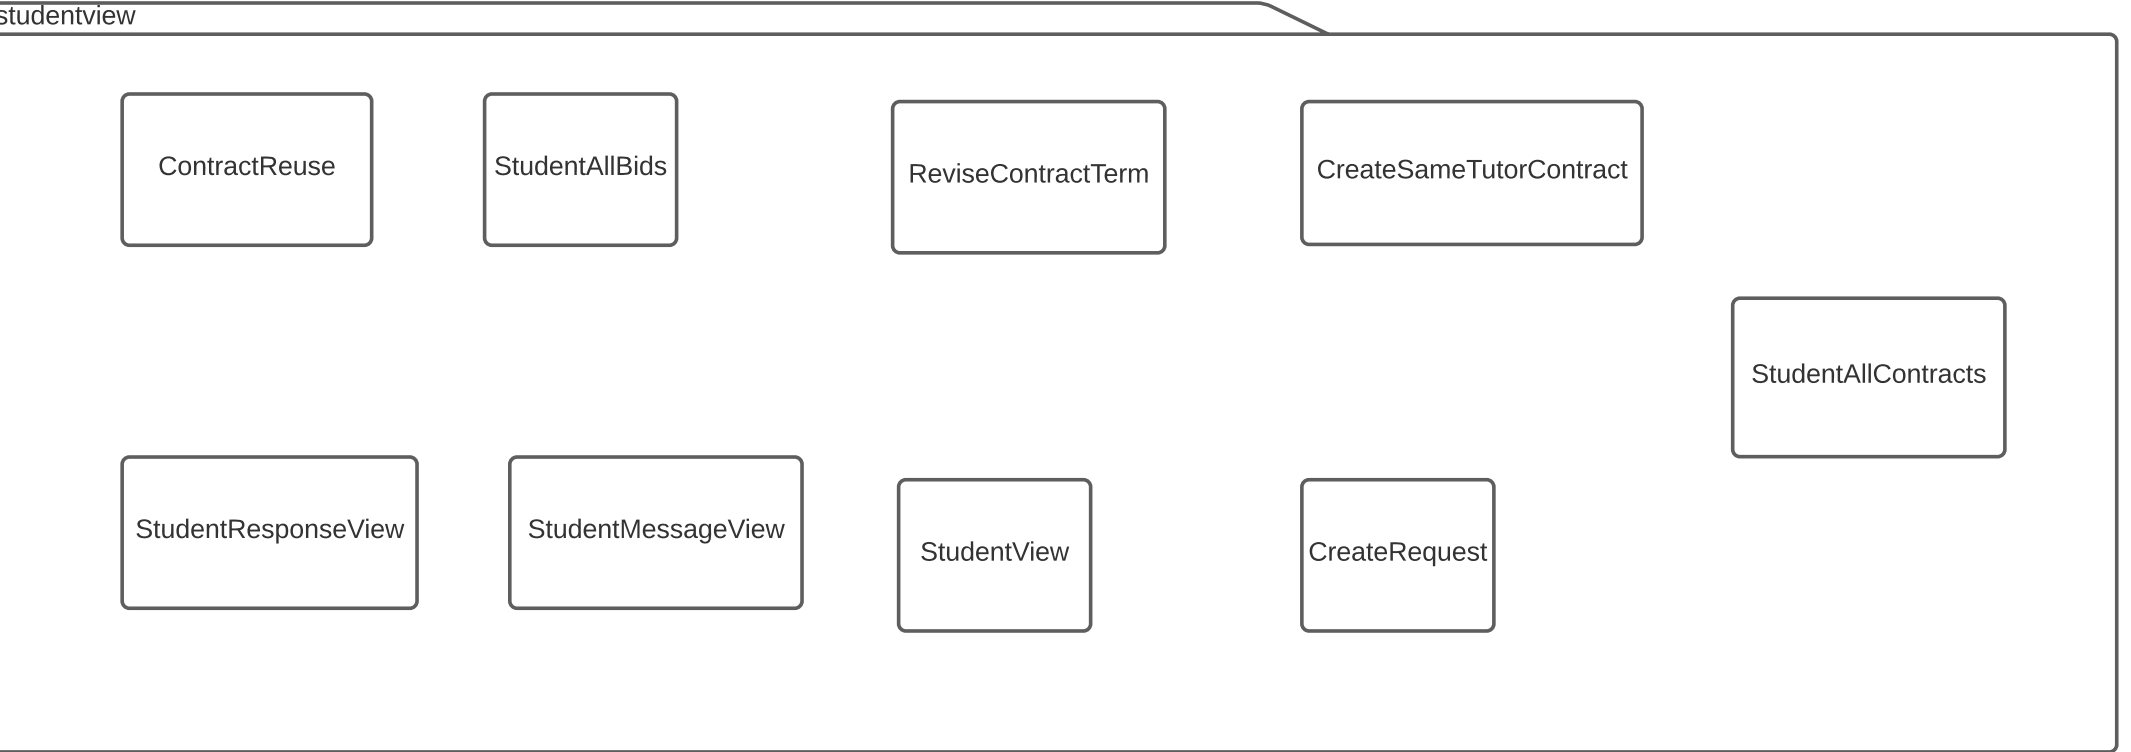 studentview
ContractReuse
StudentAllBids
ReviseContractTerm
CreateSameTutorContract
StudentAllContracts
StudentResponseView
StudentMessageView
StudentView
CreateRequest